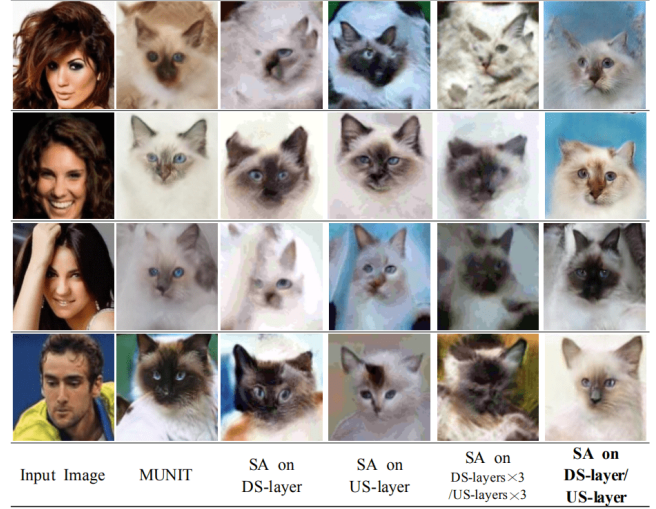 Input Image
MUNIT
SA on
DS-layer
SA on
US-layer
SA on
DS-layers×3
/US-layers×3
SA on
DS-layer/
US-layer